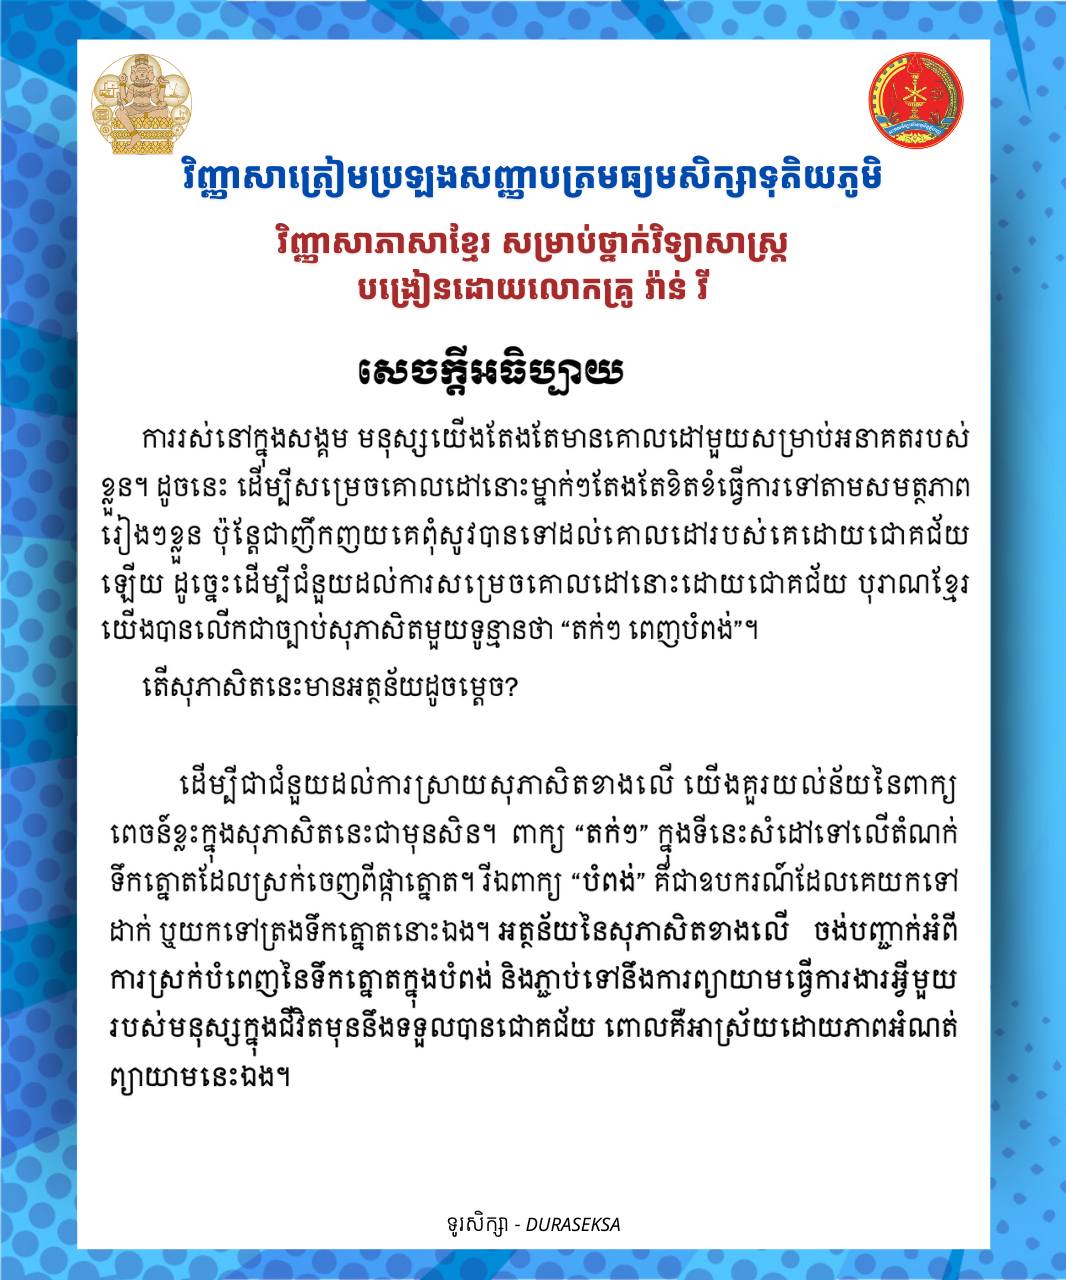 វិញ្ញាសាត្រៀមប្រឡងសញ្ញាបត្រមធ្យមសិក្សាទុតិយភូមិ
វិញ្ញាសាភាសាខ្មែរ សម្រាប់ថ្នាក់វិទ្យាសាស្ត្រ
បង្រៀនដោយលោកគ្រូ វ៉ាន់ វី
សេចក្តីអធិប្បាយ
ការរស់នៅក្នុងសង្គម មនុស្សយើងតែងតែមានគោលដៅមួយសម្រាប់អនាគតរបស់
ខ្លួន។ ដូចនេះ ដើម្បីសម្រេចគោលដៅនោះម្នាក់ៗតែងតែខិតខំធ្វើការទៅតាមសមត្ថភាព
រៀងៗខ្លួន ប៉ុន្តែជាញឹកញយគេពុំសូវបានទៅដល់គោលដៅរបស់គេដោយជោគជ័យ
ឡើយ ដូច្នេះដើម្បីជំនួយដល់ការសម្រេចគោលដៅនោះដោយជោគជ័យ បុរាណខ្មែរ
យើងបានលើកជាច្បាប់សុភាសិតមួយទូន្មានថា “តក់ៗ ពេញបំពង់”។
តើសុភាសិតនេះមានអត្ថន័យដូចម្តេច?
ដើម្បីជាជំនួយដល់ការស្រាយសុភាសិតខាងលើ យើងគួរយល់ន័យនៃពាក្យ
ពេចន៍ខ្លះក្នុងសុភាសិតនេះជាមុនសិន។ ពាក្យ “តក់ៗ” ក្នុងទីនេះសំដៅទៅលើតំណក់
ទឹកត្នោតដែលស្រក់ចេញពីផ្កាត្នោត។ រីឯពាក្យ “បំពង់” គឺជាឧបករណ៍ដែលគេយកទៅ
ដាក់ ឬយកទៅត្រងទឹកត្នោតនោះឯង។ អត្ថន័យនៃសុភាសិតខាងលើ ចង់បញ្ជាក់អំពី
ការស្រក់បំពេញនៃទឹកត្នោតក្នុងបំពង់ និងភ្ជាប់ទៅនឹងការព្យាយាមធ្វើការងារអ្វីមួយ
របស់មនុស្សក្នុងជីវិតមុននឹងទទួលបានជោគជ័យ ពោលគឺអាស្រ័យដោយភាពអំណត់
ព្យាយាមនេះឯង។
ទូរសិក្សា - DURASEKSA